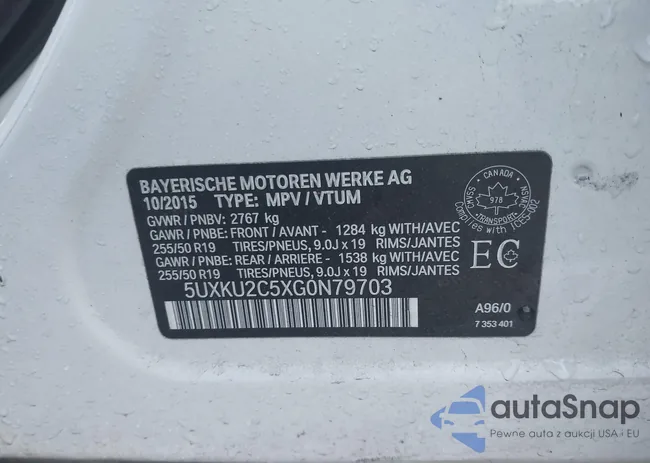 BAYERISCHE MOTOREN WERKE AG
10/2015 TYPE: MPV / VTUM
GVWR / PNBV: 2767 kg
GAWR / PNBE: FRONT / AVANT - 1284 kg WITH/AVEC
255/50 R19 TIRES/PNEUS, 9.0J x 19 RIMS/JANTES
GAWR / PNBE: REAR / ARRIERE - 1538 kg WITH/AVEC
255/50 R19 TIRES/PNEUS, 9.0J x 19 RIMS/JANTES
5UXKU2C5XG0N79703
CANADA
CMVSS
NSVAC
978
TRANSPORT
ICES-002
EC
A96/0
7 353 401
autaSnap
Pewne auta z aukcji USA i EU